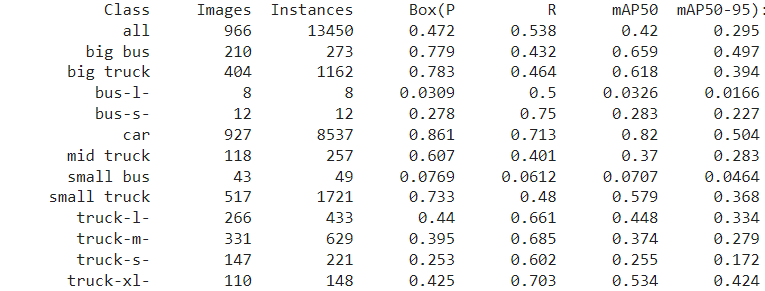 Class Images Instances Box(P R mAP50 mAP50-95):
all 966 13450 0.472 0.538 0.42 0.295
big bus 210 273 0.779 0.432 0.659 0.497
big truck 404 1162 0.783 0.464 0.618 0.394
bus-l- 8 8 0.0309 0.5 0.0326 0.0166
bus-s- 12 12 0.278 0.75 0.283 0.227
car 927 8537 0.861 0.713 0.82 0.504
mid truck 118 257 0.607 0.401 0.37 0.283
small bus 43 49 0.0769 0.0612 0.0707 0.0464
small truck 517 1721 0.733 0.48 0.579 0.368
truck-l- 266 433 0.44 0.661 0.448 0.334
truck-m- 331 629 0.395 0.685 0.374 0.279
truck-s- 147 221 0.253 0.602 0.255 0.172
truck-xl- 110 148 0.425 0.703 0.534 0.424